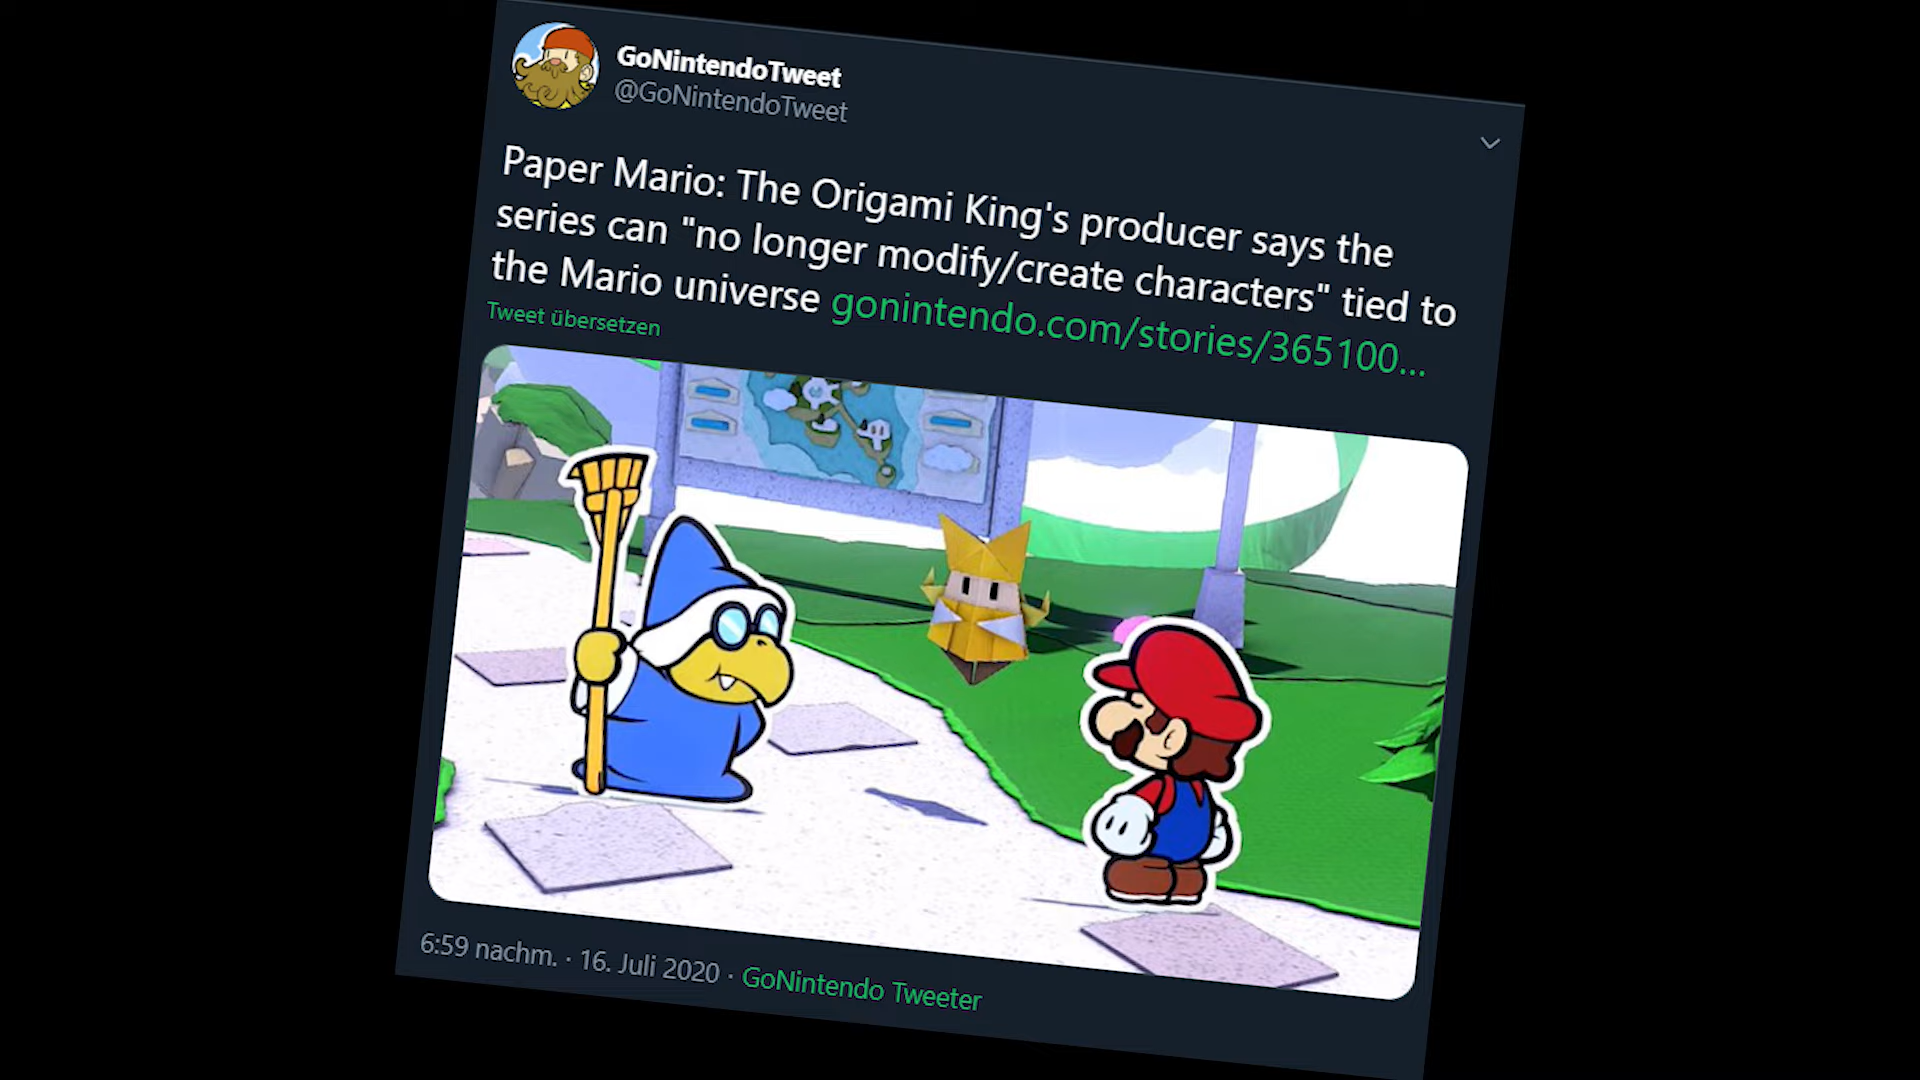 GoNintendoTweet
@GoNintendoTweet
Paper Mario: The Origami King's producer says the
series can "no longer modify/create characters" tied to
the Mario universe gonintendo.com/stories/365100...
Tweet übersetzen
6:59 nachm. · 16. Juli 2020 · GoNintendo Tweeter